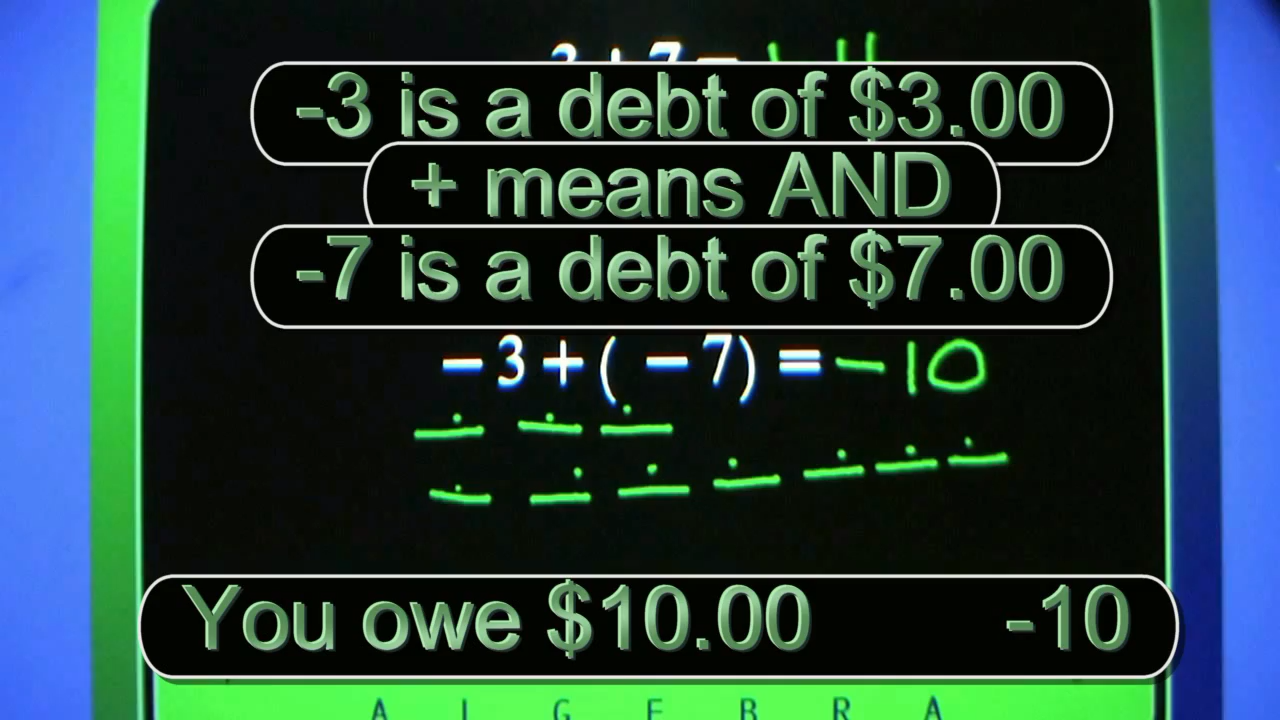 -3 is a debt of $3.00
+ means AND
-7 is a debt of $7.00
-3+(-7)=-10
You owe $10.00 -10
A L G E B R A